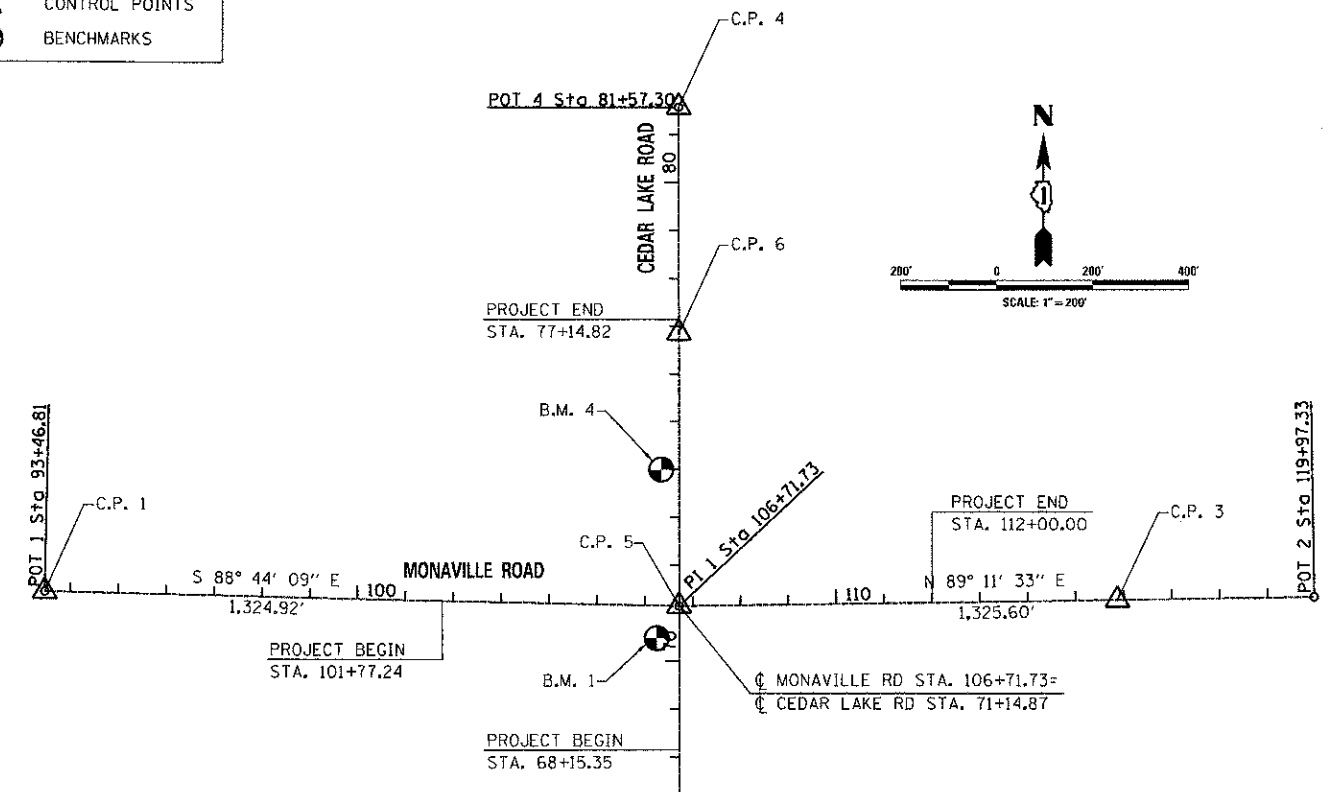 CONTROL POINTS
BENCHMARKS
C.P. 4
POT 4 Sta 81+57.30
CEDAR LAKE ROAD
80
N
1
C.P. 6
200' 0 200' 400'
SCALE: 1" = 200'
PROJECT END
STA. 77+14.82
B.M. 4
POT 1 Sta 93+46.81
C.P. 1
PI 1 Sta 106+71.73
PROJECT END
STA. 112+00.00
C.P. 3
POT 2 Sta 119+97.33
C.P. 5
S 88° 44' 09" E
1,324.92'
100
MONAVILLE ROAD
110
N 89° 11' 33" E
1,325.60'
PROJECT BEGIN
STA. 101+77.24
B.M. 1
℄ MONAVILLE RD STA. 106+71.73=
℄ CEDAR LAKE RD STA. 71+14.87
PROJECT BEGIN
STA. 68+15.35